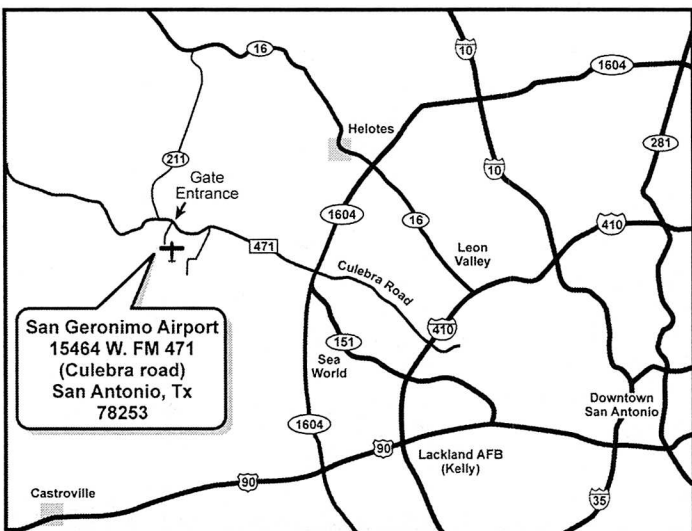 16
10
1604
281
Helotes
211
Gate
Entrance
10
1604
16
410
471
Leon
Valley
Culebra Road
San Geronimo Airport
15464 W. FM 471
(Culebra road)
San Antonio, Tx
78253
410
151
Sea
World
Downtown
San Antonio
1604
90
Lackland AFB
(Kelly)
90
Castroville
35